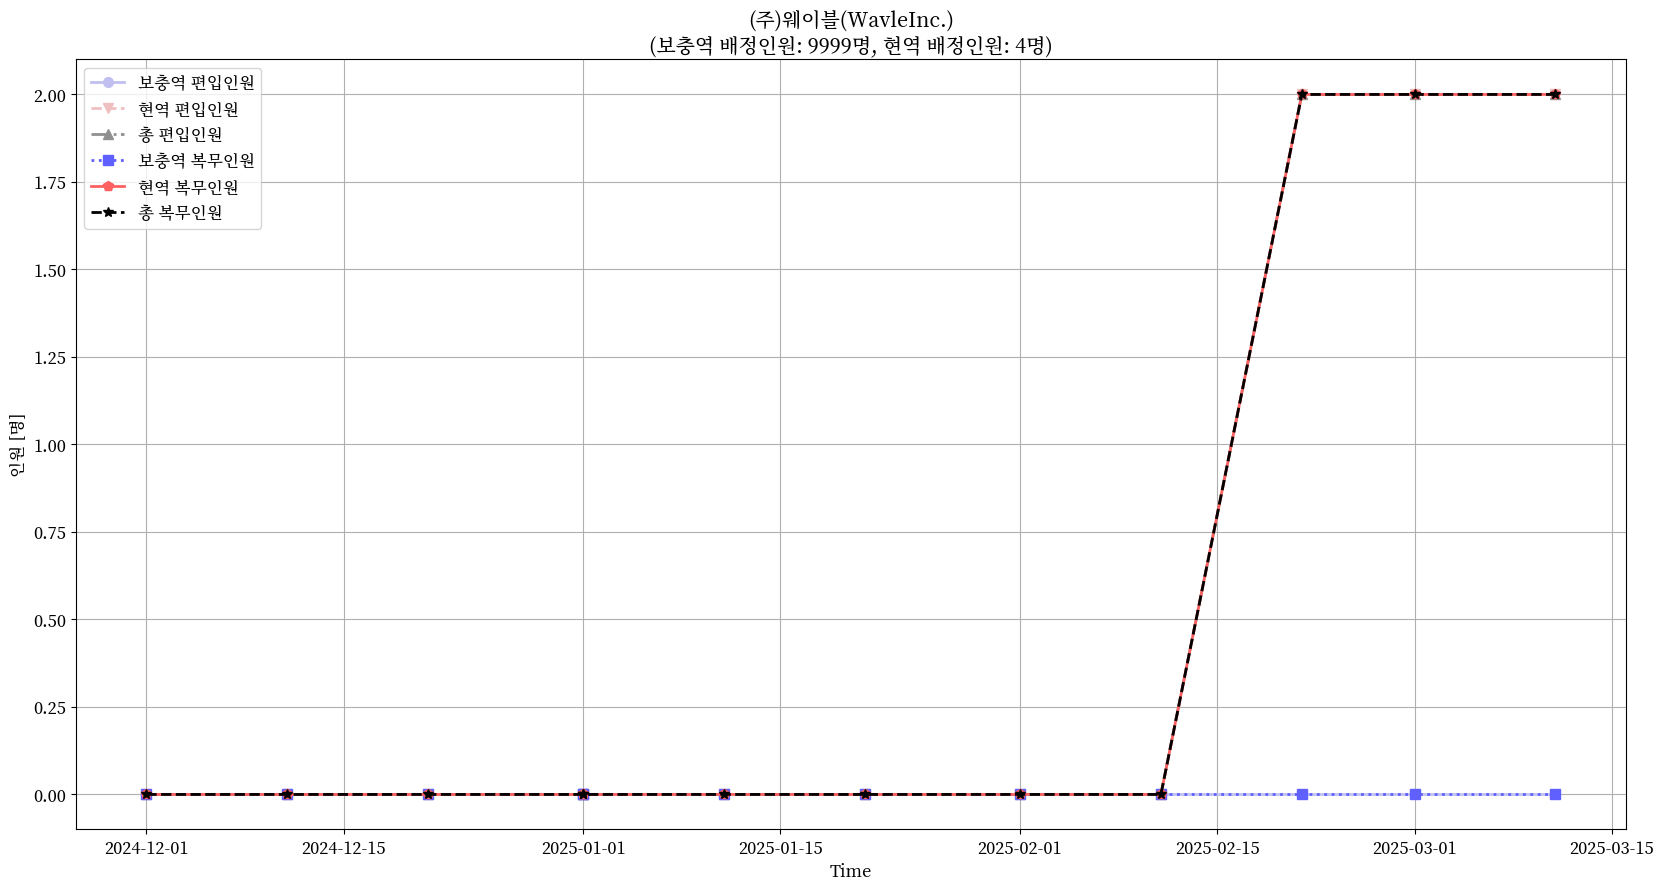 (주)웨이블(WavleInc.)
(보충역 배정인원: 9999명, 현역 배정인원: 4명)
보충역 편입인원
현역 편입인원
총 편입인원
보충역 복무인원
현역 복무인원
총 복무인원
2.00
1.75
1.50
1.25
1.00
0.75
0.50
0.25
0.00
인원 [명]
2024-12-01
2024-12-15
2025-01-01
2025-01-15
2025-02-01
2025-02-15
2025-03-01
2025-03-15
Time